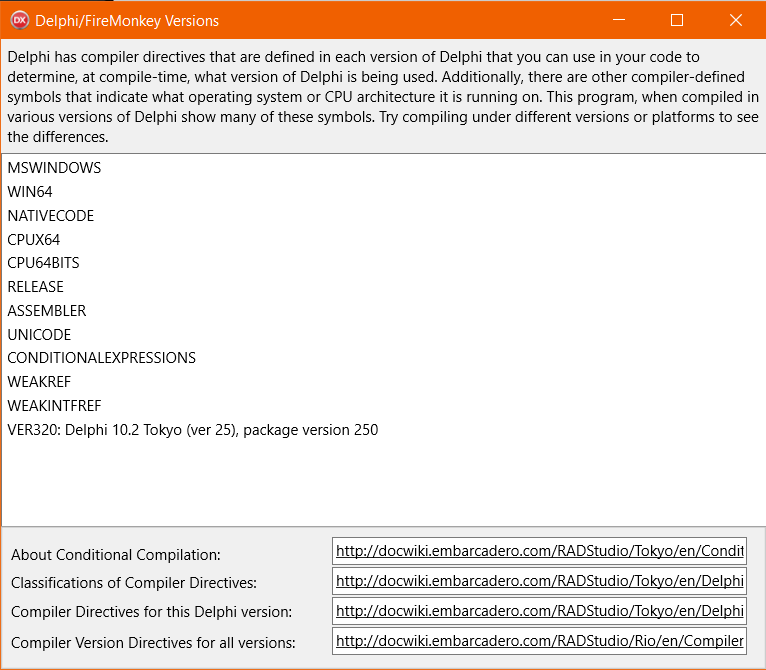 DX Delphi/FireMonkey Versions
Delphi has compiler directives that are defined in each version of Delphi that you can use in your code to
determine, at compile-time, what version of Delphi is being used. Additionally, there are other compiler-defined
symbols that indicate what operating system or CPU architecture it is running on. This program, when compiled in
various versions of Delphi show many of these symbols. Try compiling under different versions or platforms to see
the differences.
MSWINDOWS
WIN64
NATIVECODE
CPUX64
CPU64BITS
RELEASE
ASSEMBLER
UNICODE
CONDITIONALEXPRESSIONS
WEAKREF
WEAKINTFREF
VER320: Delphi 10.2 Tokyo (ver 25), package version 250
About Conditional Compilation: http://docwiki.embarcadero.com/RADStudio/Tokyo/en/Condit
Classifications of Compiler Directives: http://docwiki.embarcadero.com/RADStudio/Tokyo/en/Delphi
Compiler Directives for this Delphi version: http://docwiki.embarcadero.com/RADStudio/Tokyo/en/Delphi
Compiler Version Directives for all versions: http://docwiki.embarcadero.com/RADStudio/Rio/en/Compiler